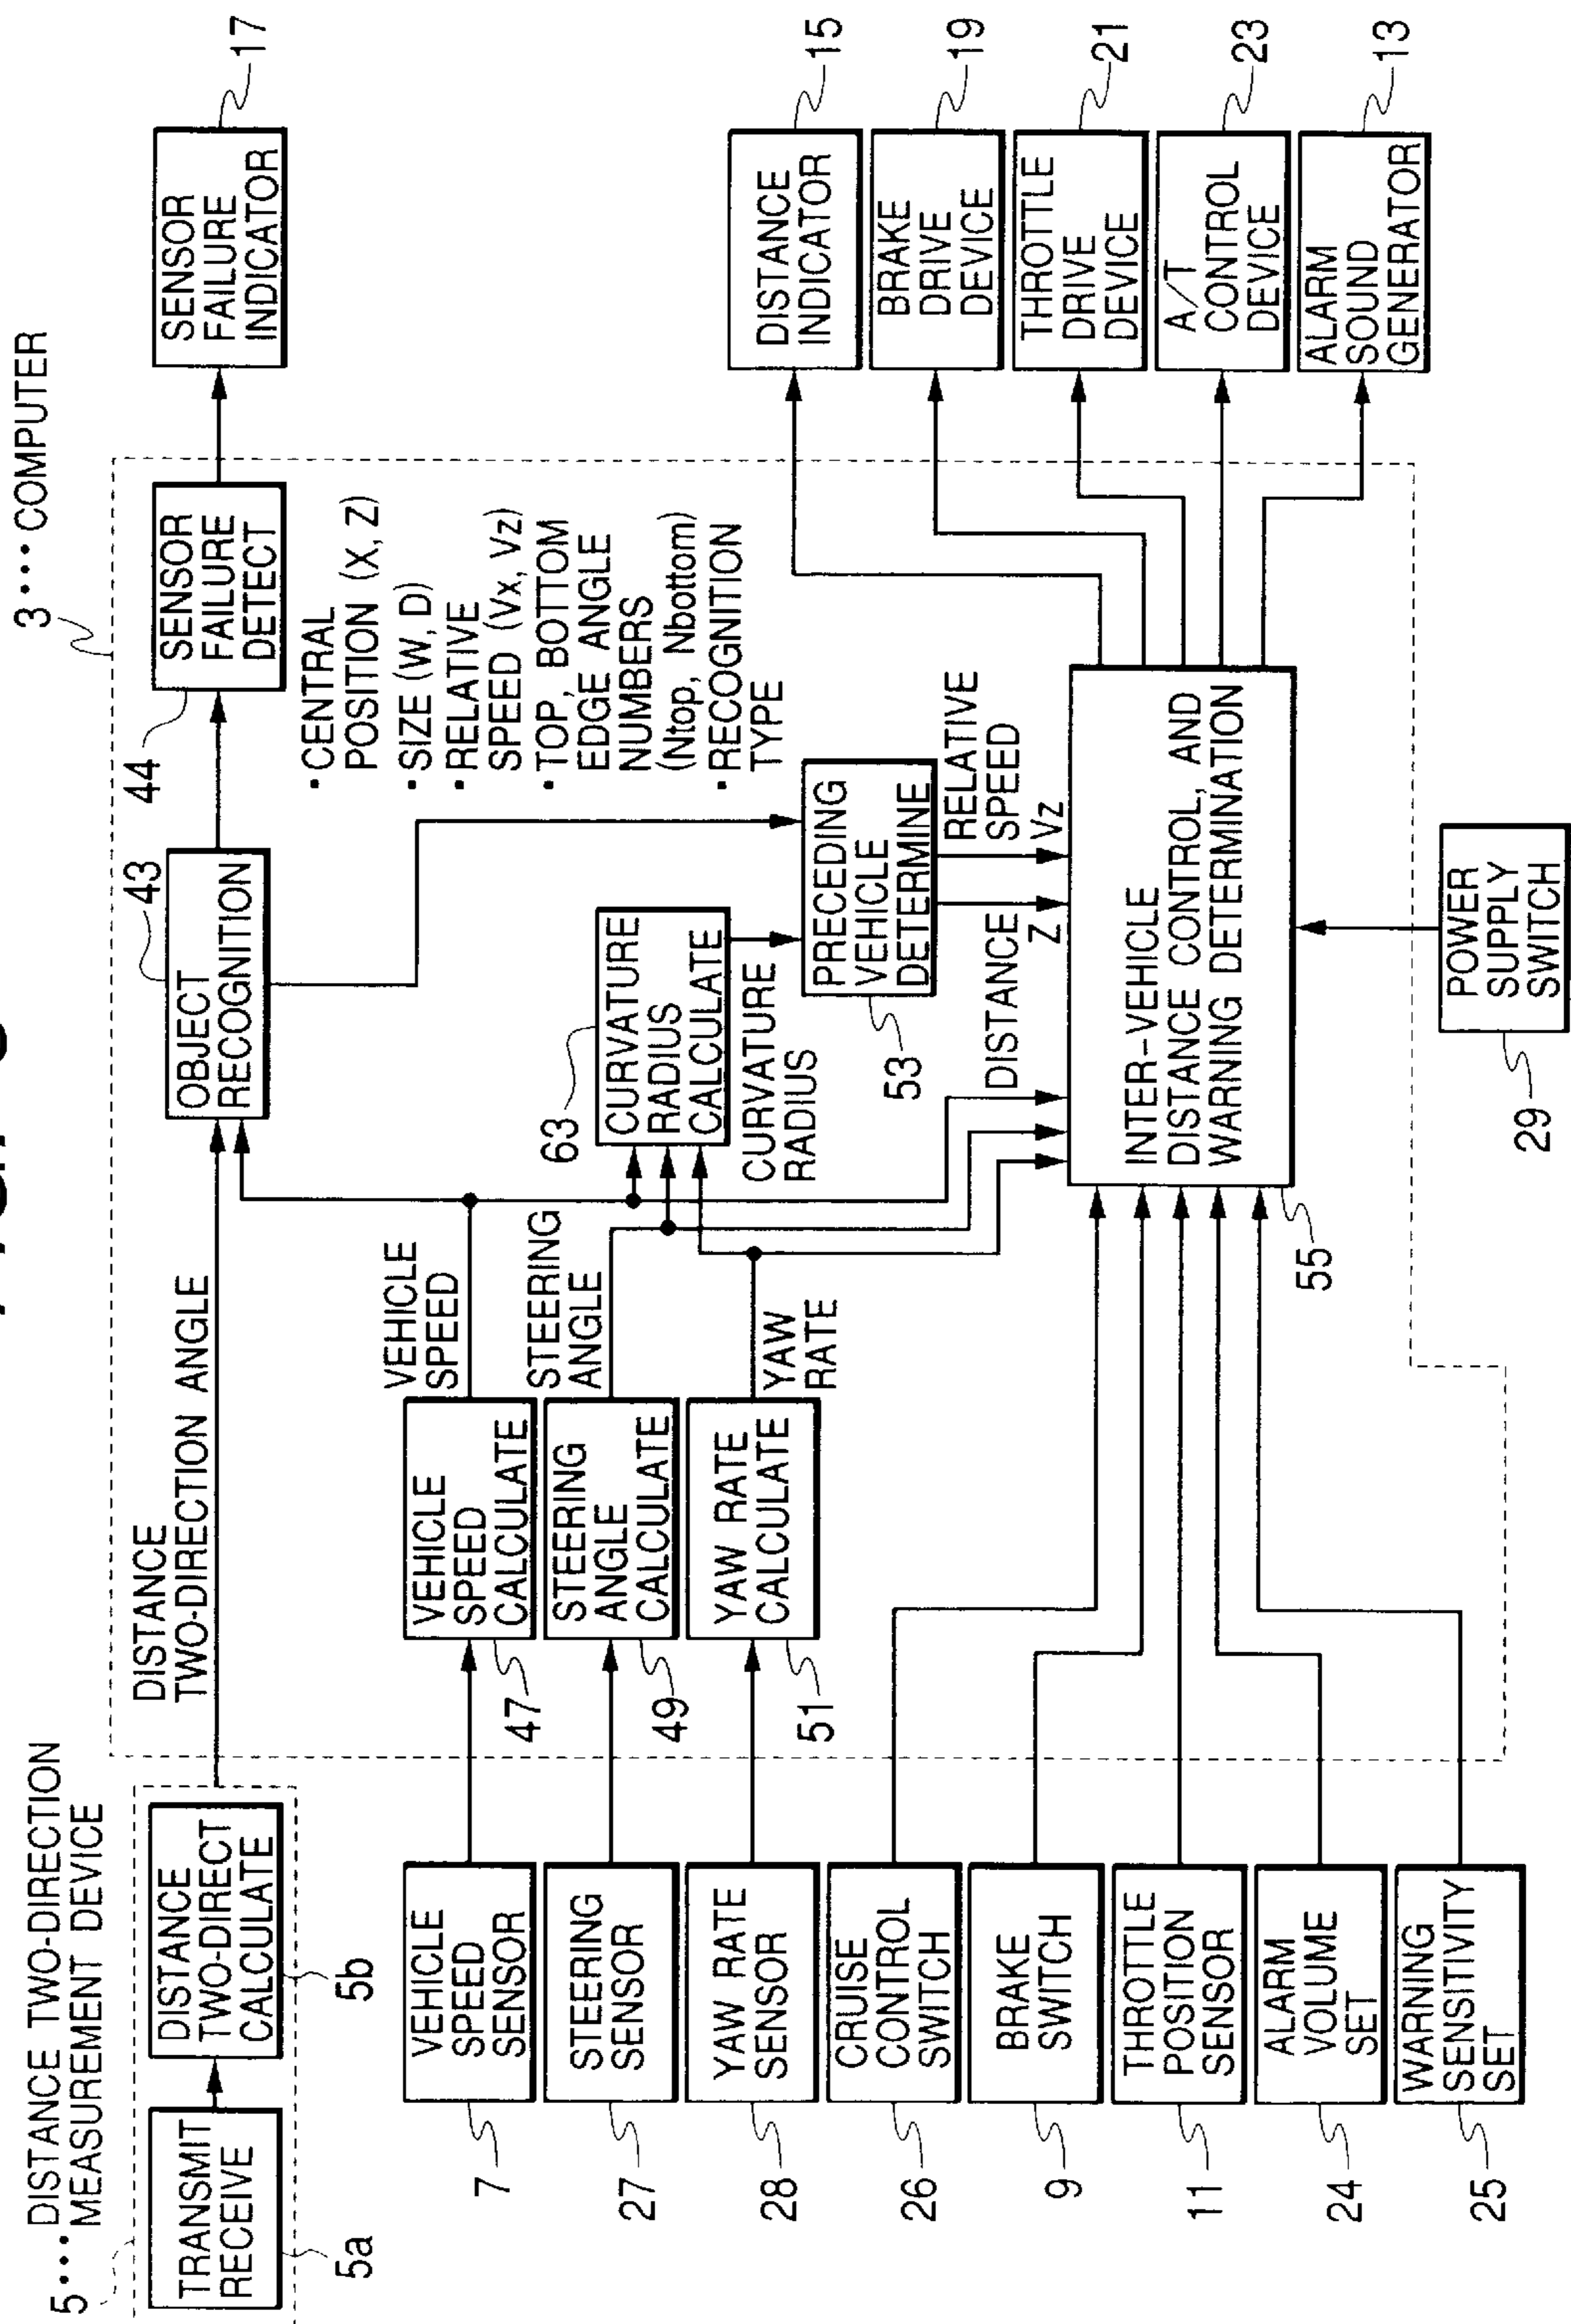 5••••DISTANCE TWO-DIRECTION
MEASUREMENT DEVICE
TRANSMIT
RECEIVE
5a
DISTANCE
TWO-DIRECT
CALCULATE
5b
DISTANCE
TWO-DIRECTION ANGLE
3••••COMPUTER
OBJECT
RECOGNITION
43
SENSOR
FAILURE
DETECT
44
SENSOR
FAILURE
INDICATOR
17
•CENTRAL
POSITION (X, Z)
•SIZE (W, D)
•RELATIVE
SPEED (Vx, Vz)
•TOP, BOTTOM
EDGE ANGLE
NUMBERS
(Ntop, Nbottom)
•RECOGNITION
TYPE
VEHICLE
SPEED
SENSOR
7
VEHICLE
SPEED
CALCULATE
47
VEHICLE
SPEED
STEERING
SENSOR
27
STEERING
ANGLE
CALCULATE
49
STEERING
ANGLE
YAW RATE
SENSOR
28
YAW RATE
CALCULATE
51
YAW
RATE
63
CURVATURE
RADIUS
CALCULATE
CURVATURE
RADIUS
PRECEDING
VEHICLE
DETERMINE
53
DISTANCE
Z
RELATIVE
SPEED
Vz
CRUISE
CONTROL
SWITCH
26
BRAKE
SWITCH
9
THROTTLE
POSITION
SENSOR
11
ALARM
VOLUME
SET
24
WARNING
SENSITIVITY
SET
25
INTER-VEHICLE
DISTANCE CONTROL, AND
WARNING DETERMINATION
55
POWER
SUPPLY
SWITCH
29
DISTANCE
INDICATOR
15
BRAKE
DRIVE
DEVICE
19
THROTTLE
DRIVE
DEVICE
21
A/T
CONTROL
DEVICE
23
ALARM
SOUND
GENERATOR
13